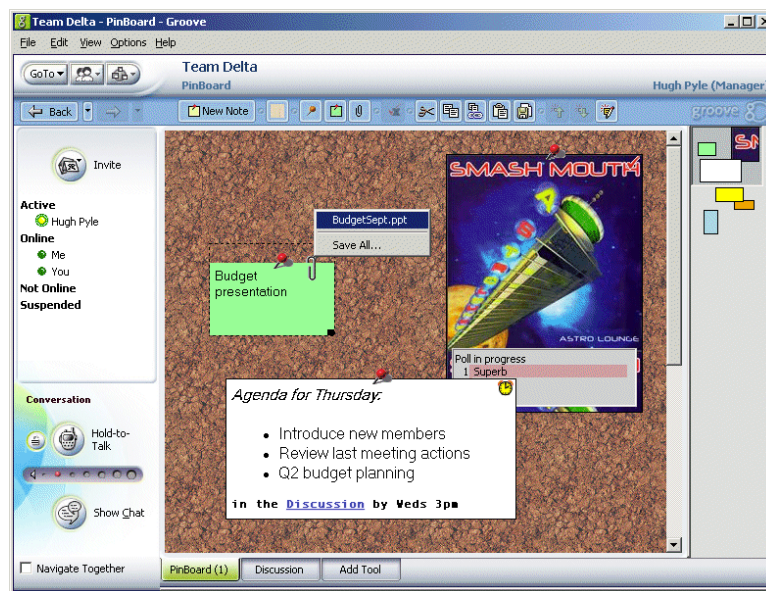 Team Delta - PinBoard - Groove
File Edit View Options Help
GoTo
Team Delta
PinBoard
Hugh Pyle (Manager)
Back
New Note
groove
Invite
Active
Hugh Pyle
Online
Me
You
Not Online
Suspended
Conversation
Hold-to-
Talk
Show Chat
Navigate Together
BudgetSept.ppt
Save All...
Budget
presentation
SMASH MOUTH
ASTRO LOUNGE
Poll in progress
1 Superb
Agenda for Thursday:
• Introduce new members
• Review last meeting actions
• Q2 budget planning
in the Discussion by Weds 3pm
SM
PinBoard (1)
Discussion
Add Tool